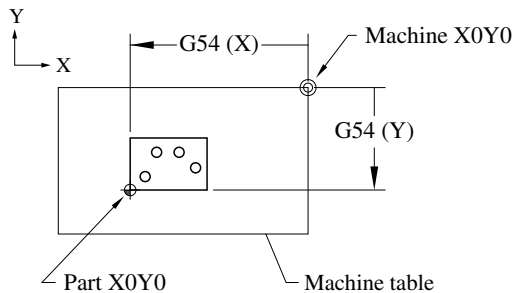 Y
X
G54 (X)
Machine X0Y0
G54 (Y)
Part X0Y0
Machine table